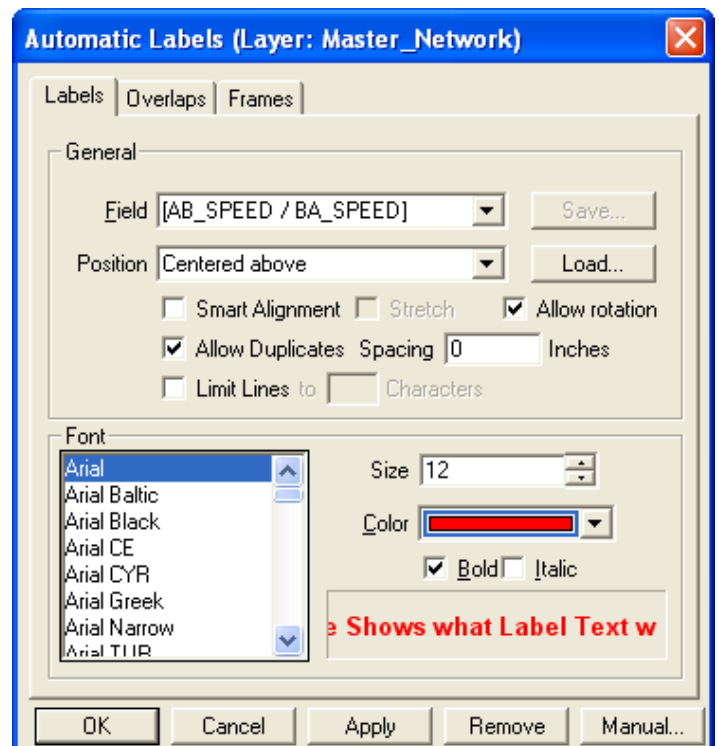 Automatic Labels (Layer: Master_Network)
Labels Overlaps Frames
General
Field [AB_SPEED / BA_SPEED] Save...
Position Centered above Load...
Smart Alignment Stretch Allow rotation
Allow Duplicates Spacing 0 Inches
Limit Lines to Characters
Font
Arial
Arial Baltic
Arial Black
Arial CE
Arial CYR
Arial Greek
Arial Narrow
Arial TUR
Size 12
Color
Bold Italic
e Shows what Label Text w
OK Cancel Apply Remove Manual...